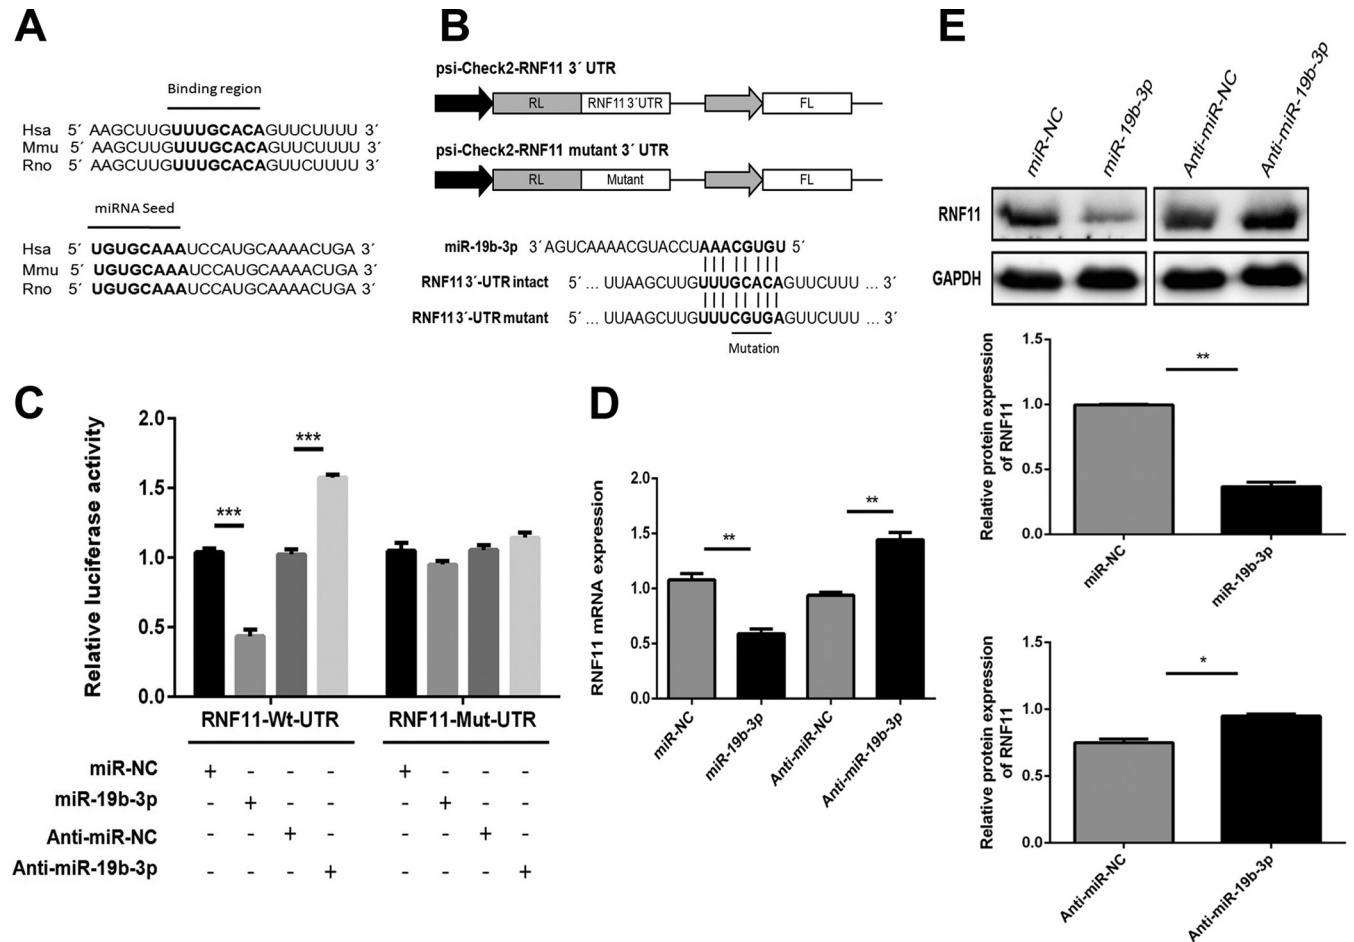 A
Binding region
Hsa 5´ AAGCUUGUUUGCACAGUUCUUUU 3´
Mmu 5´ AAGCUUGUUUGCACAGUUCUUUU 3´
Rno 5´ AAGCUUGUUUGCACAGUUCUUUU 3´
miRNA Seed
Hsa 5´ UGUGCAAAUCCAUGCAAAACUGA 3´
Mmu 5´ UGUGCAAAUCCAUGCAAAACUGA 3´
Rno 5´ UGUGCAAAUCCAUGCAAAACUGA 3´
B
psi-Check2-RNF11 3´ UTR
RL RNF11 3´UTR FL
psi-Check2-RNF11 mutant 3´ UTR
RL Mutant FL
miR-19b-3p 3´AGUCAAAACGUACCUAAACGUGU 5´
RNF11 3´-UTR intact 5´ ... UUAAGCUUGUUUGCACAGUUCUUU ... 3´
RNF11 3´-UTR mutant 5´ ... UUAAGCUUGUUUCGUGAGUUCUUU ... 3´
Mutation
C
Relative luciferase activity
2.0
1.5
1.0
0.5
0.0
***
***
RNF11-Wt-UTR RNF11-Mut-UTR
miR-NC + - - - + - - -
miR-19b-3p - + - - - + - -
Anti-miR-NC - - + - - - + -
Anti-miR-19b-3p - - - + - - - +
D
RNF11 mRNA expression
2.0
1.5
1.0
0.5
0.0
**
**
miR-NC
miR-19b-3p
Anti-miR-NC
Anti-miR-19b-3p
E
miR-NC
miR-19b-3p
Anti-miR-NC
Anti-miR-19b-3p
RNF11
GAPDH
Relative protein expression
of RNF11
1.5
1.0
0.5
0.0
**
miR-NC
miR-19b-3p
Relative protein expression
of RNF11
1.5
1.0
0.5
0.0
*
Anti-miR-NC
Anti-miR-19b-3p